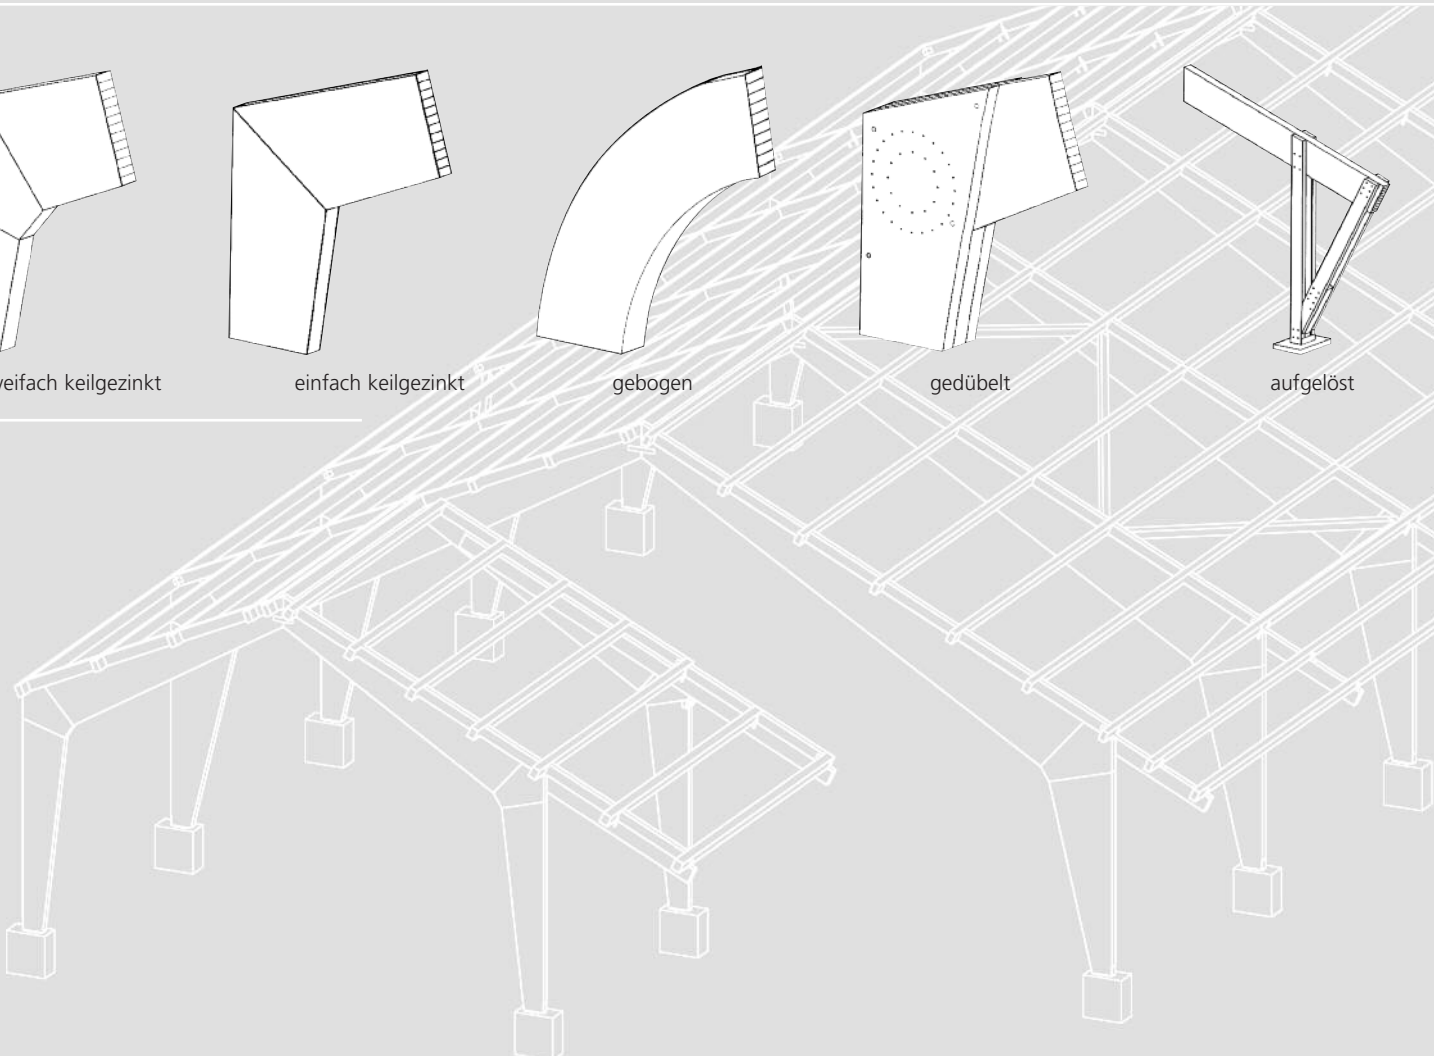 weifach keilgezinkt
einfach keilgezinkt
gebogen
gedübelt
aufgelöst